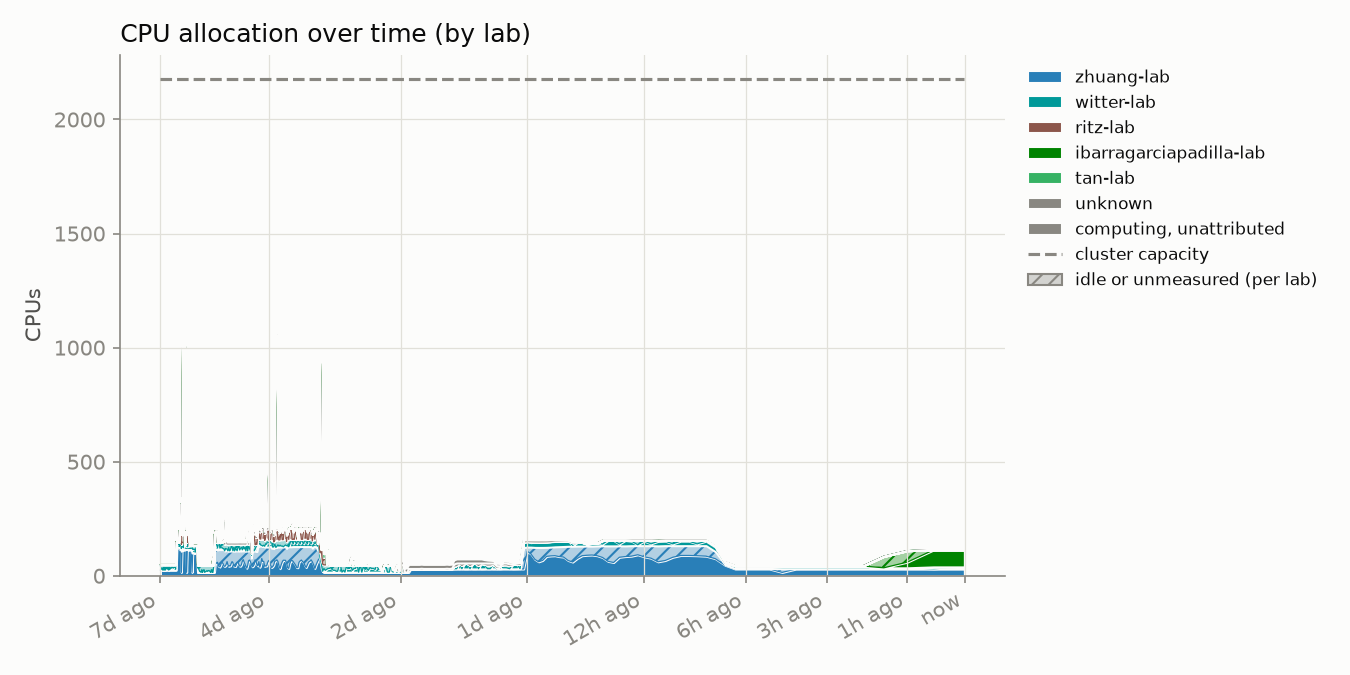 CPU allocation over time (by lab)
CPUs
2000
1500
1000
500
0
7d ago
4d ago
2d ago
1d ago
12h ago
6h ago
3h ago
1h ago
now
zhuang-lab
witter-lab
ritz-lab
ibarragarciapadilla-lab
tan-lab
unknown
computing, unattributed
cluster capacity
idle or unmeasured (per lab)